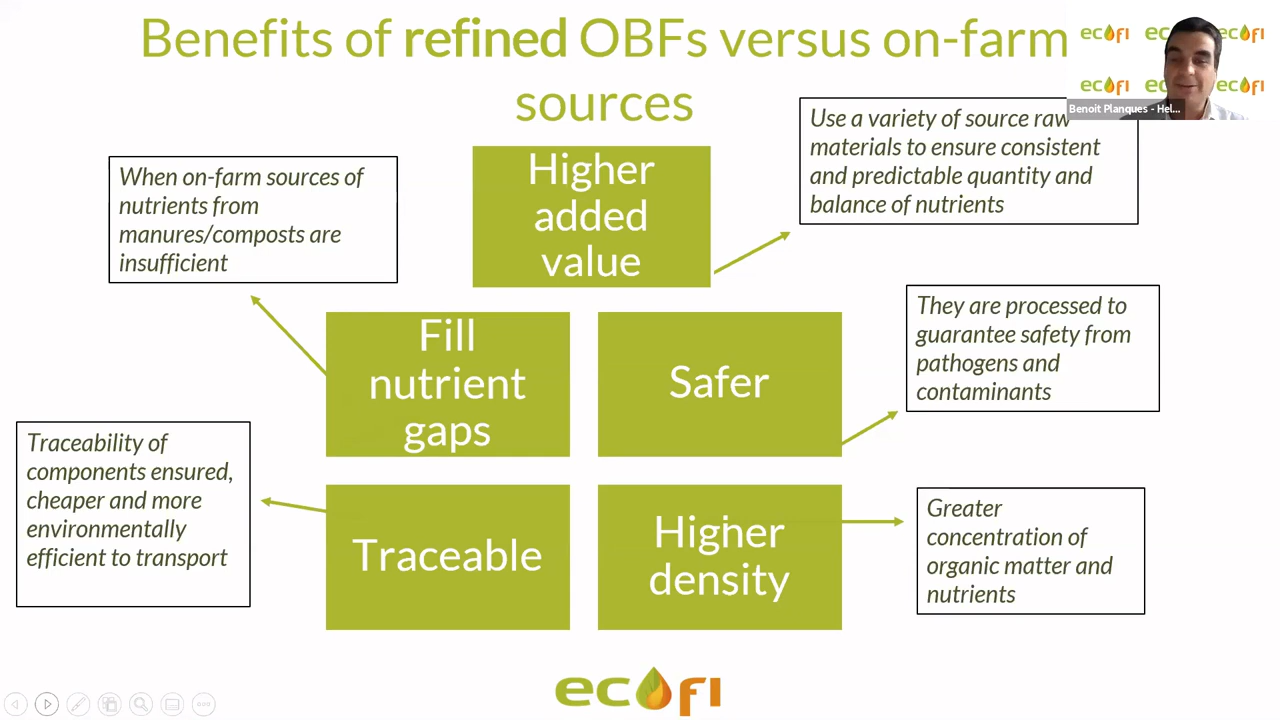 Benefits of refined OBFs versus on-farm
sources
ecofi
ecofi
ecofi
ecofi
Benoit Planques - Hel...
Higher
added
value
Use a variety of source raw
materials to ensure consistent
and predictable quantity and
balance of nutrients
When on-farm sources of
nutrients from
manures/composts are
insufficient
Fill
nutrient
gaps
Safer
They are processed to
guarantee safety from
pathogens and
contaminants
Traceability of
components ensured,
cheaper and more
environmentally
efficient to transport
Traceable
Higher
density
Greater
concentration of
organic matter and
nutrients
ecofi